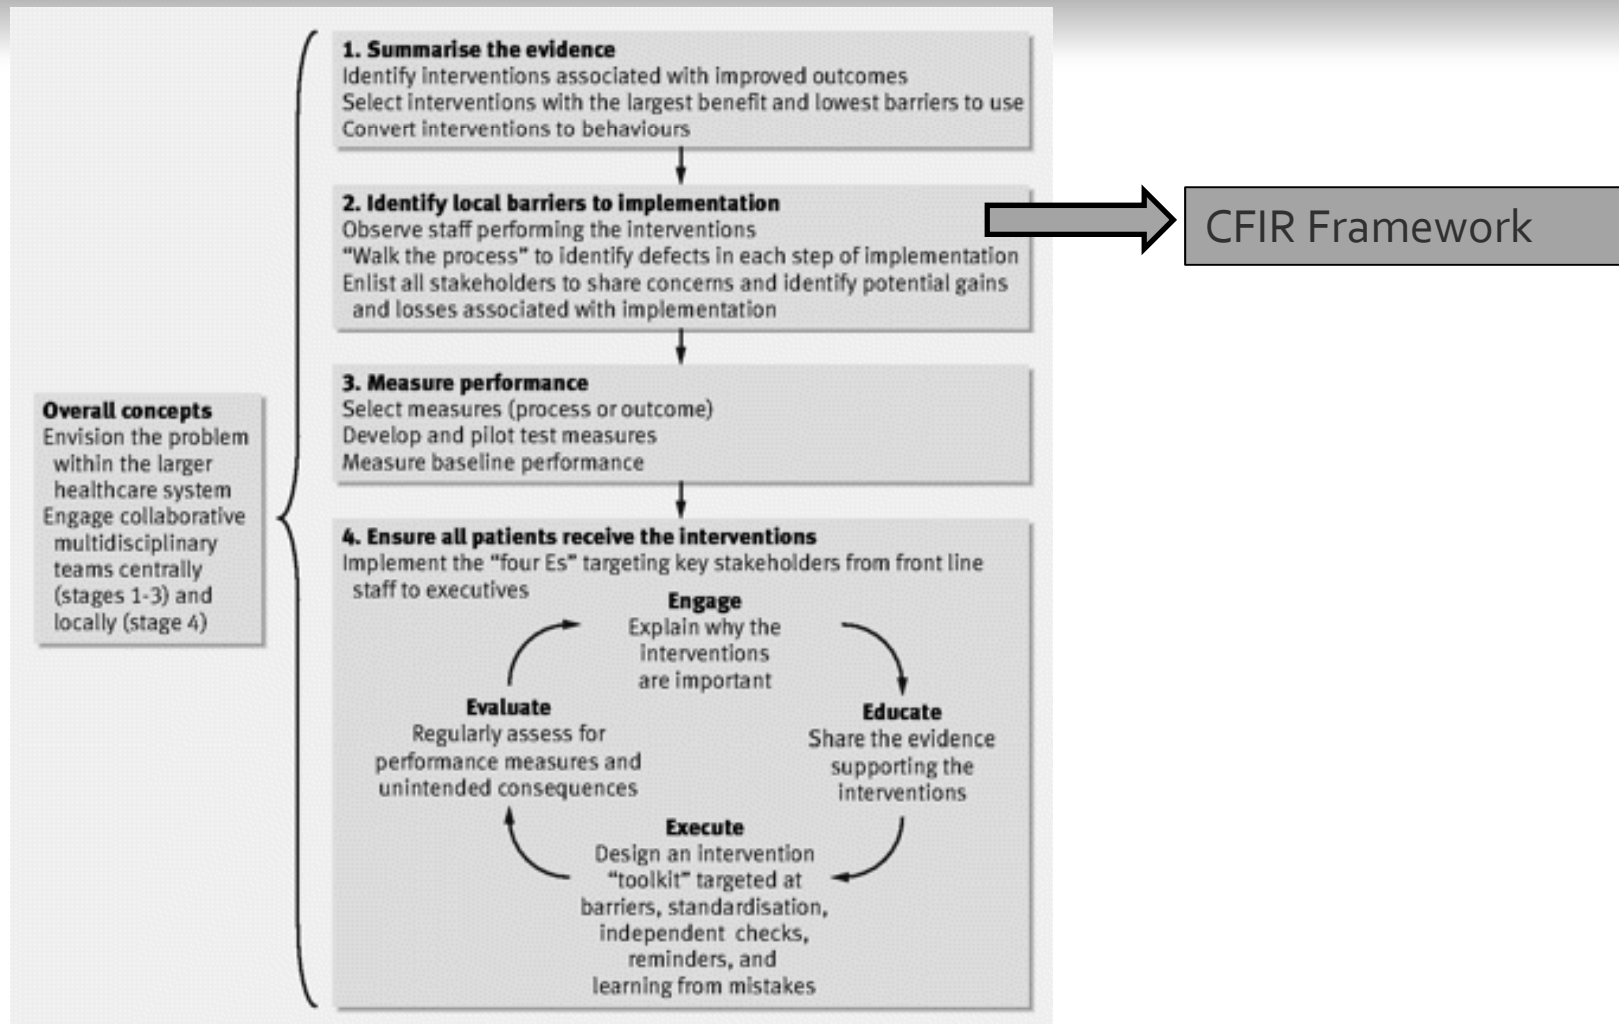 1. Summarise the evidence
Identify interventions associated with improved outcomes
Select interventions with the largest benefit and lowest barriers to use
Convert interventions to behaviours
2. Identify local barriers to implementation
Observe staff performing the interventions
“Walk the process” to identify defects in each step of implementation
Enlist all stakeholders to share concerns and identify potential gains
and losses associated with implementation
CFIR Framework
3. Measure performance
Select measures (process or outcome)
Develop and pilot test measures
Measure baseline performance
Overall concepts
Envision the problem
within the larger
healthcare system
Engage collaborative
multidisciplinary
teams centrally
(stages 1-3) and
locally (stage 4)
4. Ensure all patients receive the interventions
Implement the “four Es” targeting key stakeholders from front line
staff to executives
Engage
Explain why the
interventions
are important
Educate
Share the evidence
supporting the
interventions
Execute
Design an intervention
“toolkit” targeted at
barriers, standardisation,
independent checks,
reminders, and
learning from mistakes
Evaluate
Regularly assess for
performance measures and
unintended consequences